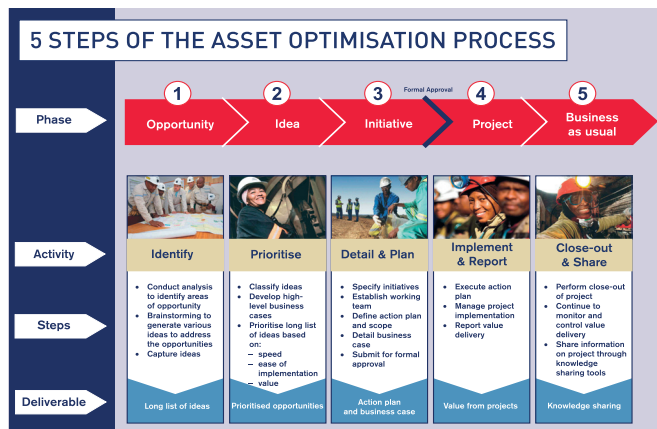 5 STEPS OF THE ASSET OPTIMISATION PROCESS
Phase
1
Opportunity
2
Idea
3
Initiative
Formal Approval
4
Project
5
Business
as usual
Activity
Identify
Prioritise
Detail & Plan
Implement
& Report
Close-out
& Share
Steps
• Conduct analysis
to identify areas
of opportunity
• Brainstorming to
generate various
ideas to address
the opportunities
• Capture ideas
• Classify ideas
• Develop high-
level business
cases
• Prioritise long list
of ideas based
on:
– speed
– ease of
implementation
– value
• Specify initiatives
• Establish working
team
• Define action plan
and scope
• Detail business
case
• Submit for formal
approval
• Execute action
plan
• Manage project
implementation
• Report value
delivery
• Perform close-out
of project
• Continue to
monitor and
control value
delivery
• Share information
on project through
knowledge
sharing tools
Deliverable
Long list of ideas
Prioritised opportunities
Action plan
and business case
Value from projects
Knowledge sharing